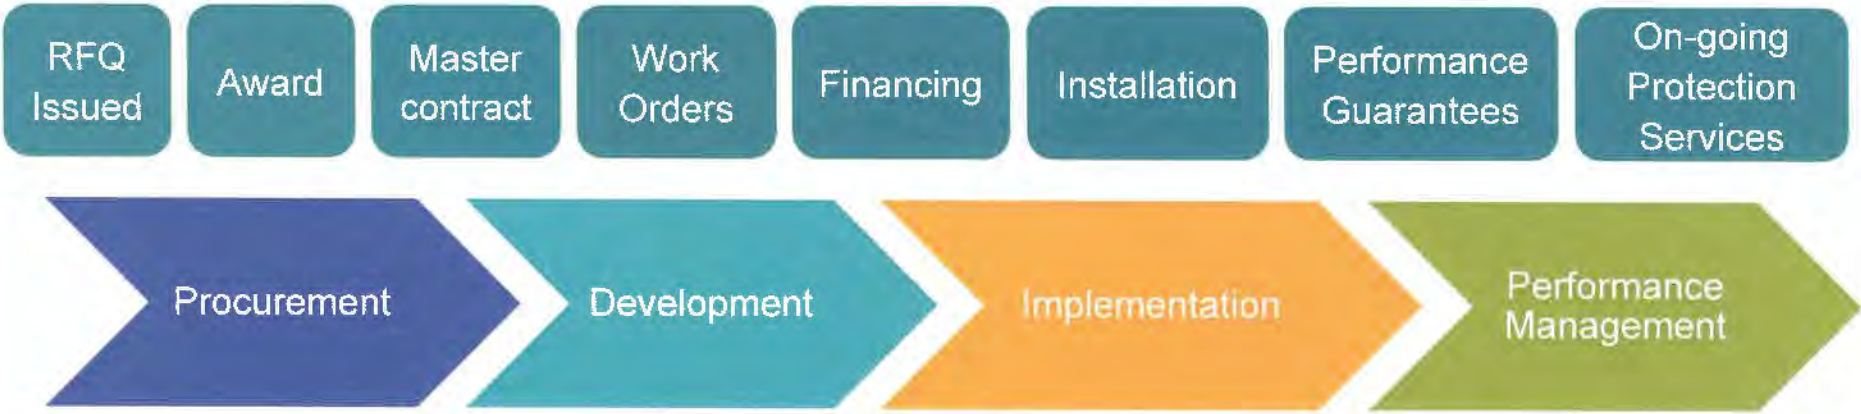 RFQ
Issued
Award
Master
contract
Work
Orders
Financing
Installation
Performance
Guarantees
On-going
Protection
Services
Procurement
Development
Implementation
Performance
Management